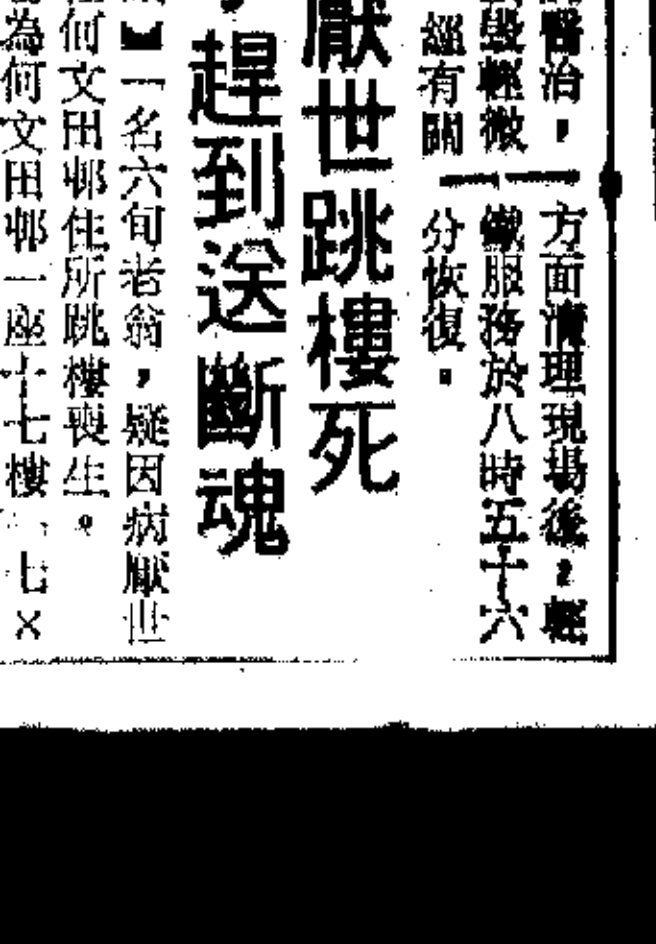 醫治，一方面清理現場後，輕
毀輕微 鐵服務於八時五十六
經有關 分恢復。
厭世跳樓死
，趕到送斷魂
】一名六旬老翁，疑因病厭世
何文田邨住所跳樓喪生。
為何文田邨一座十七樓 七×